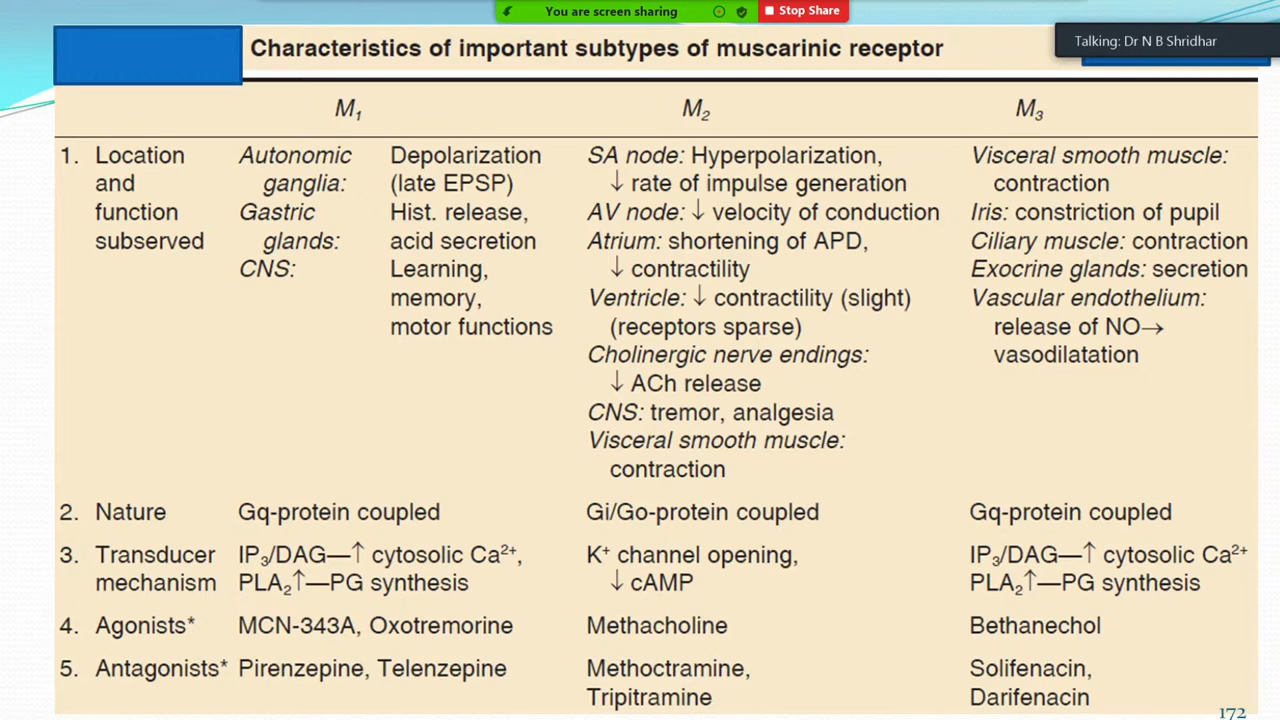 You are screen sharing Stop Share
Talking: Dr N B Shridhar
Characteristics of important subtypes of muscarinic receptor
M₁ M₂ M₃
1. Location Autonomic Depolarization SA node: Hyperpolarization, Visceral smooth muscle:
and ganglia: (late EPSP) ↓ rate of impulse generation contraction
function Gastric Hist. release, AV node: ↓ velocity of conduction Iris: constriction of pupil
subserved glands: acid secretion Atrium: shortening of APD, Ciliary muscle: contraction
CNS: Learning, ↓ contractility Exocrine glands: secretion
memory, Ventricle: ↓ contractility (slight) Vascular endothelium:
motor functions (receptors sparse) release of NO→
Cholinergic nerve endings: vasodilatation
↓ ACh release
CNS: tremor, analgesia
Visceral smooth muscle:
contraction
2. Nature Gq-protein coupled Gi/Go-protein coupled Gq-protein coupled
3. Transducer IP₃/DAG—↑ cytosolic Ca²⁺, K⁺ channel opening, IP₃/DAG—↑ cytosolic Ca²⁺
mechanism PLA₂↑—PG synthesis ↓ cAMP PLA₂↑—PG synthesis
4. Agonists* MCN-343A, Oxotremorine Methacholine Bethanechol
5. Antagonists* Pirenzepine, Telenzepine Methoctramine, Solifenacin,
Tripitramine Darifenacin
172